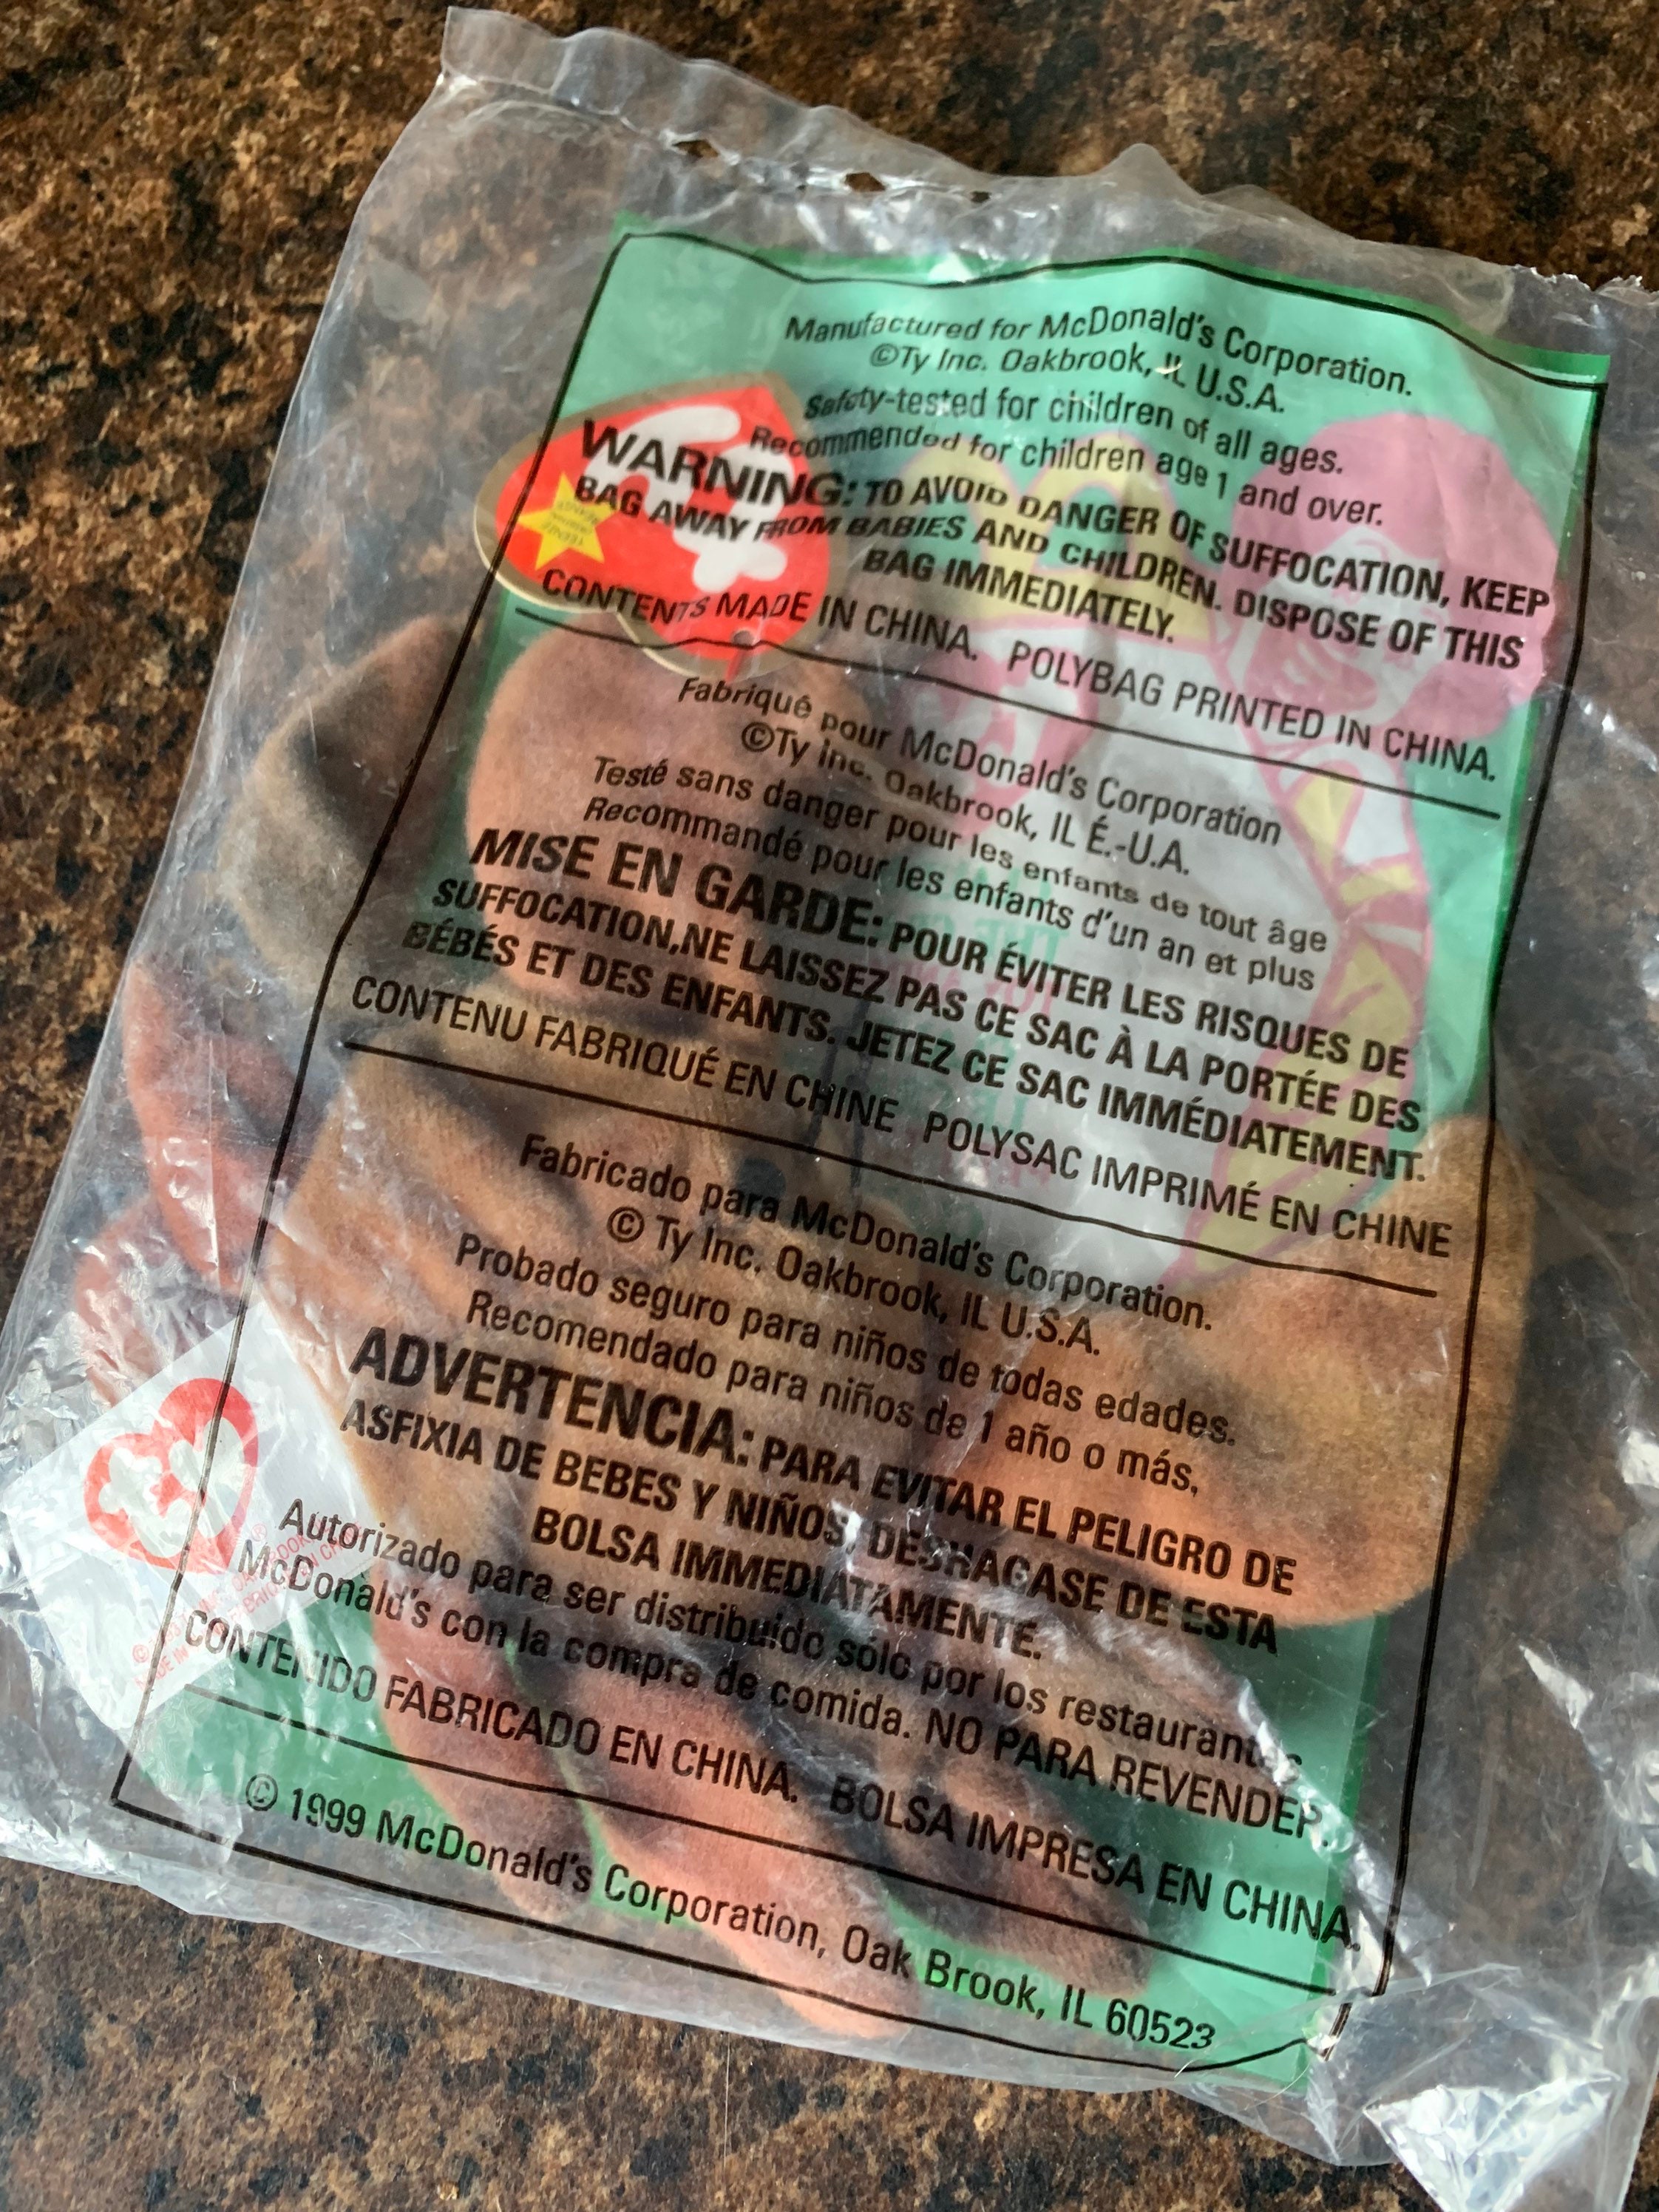 Manufactured for McDonald's Corporation.
©Ty Inc. Oakbrook, IL U.S.A.
Safety-tested for children of all ages.
Recommended for children age 1 and over.
WARNING: TO AVOID DANGER OF SUFFOCATION, KEEP
BAG AWAY FROM BABIES AND CHILDREN. DISPOSE OF THIS
BAG IMMEDIATELY.
CONTENTS MADE IN CHINA. POLYBAG PRINTED IN CHINA.
Fabriqué pour McDonald's Corporation
©Ty Inc. Oakbrook, IL É.-U.A.
Testé sans danger pour les enfants de tout âge
Recommandé pour les enfants d'un an et plus
MISE EN GARDE: POUR ÉVITER LES RISQUES DE
SUFFOCATION,NE LAISSEZ PAS CE SAC À LA PORTÉE DES
BÉBÉS ET DES ENFANTS. JETEZ CE SAC IMMÉDIATEMENT.
CONTENU FABRIQUÉ EN CHINE POLYSAC IMPRIMÉ EN CHINE
Fabricado para McDonald's Corporation.
© Ty Inc. Oakbrook, IL U.S.A.
Probado seguro para niños de todas edades.
Recomendado para niños de 1 año o más.
ADVERTENCIA: PARA EVITAR EL PELIGRO DE
ASFIXIA DE BEBES Y NIÑOS, DESHAGASE DE ESTA
BOLSA IMMEDIATAMENTE.
Autorizado para ser distribuido sólo por los restaurantes
McDonald's con la compra de comida. NO PARA REVENDER.
CONTENIDO FABRICADO EN CHINA. BOLSA IMPRESA EN CHINA.
© 1999 McDonald's Corporation, Oak Brook, IL 60523